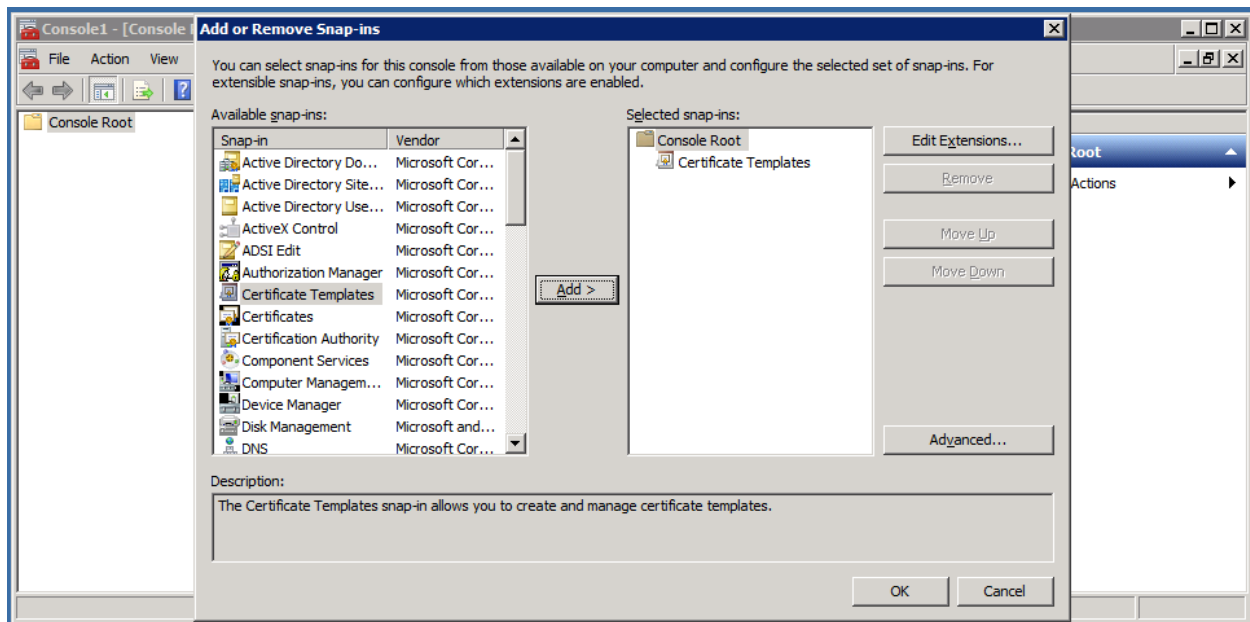 Console1 - [Console
Add or Remove Snap-ins
File Action View
You can select snap-ins for this console from those available on your computer and configure the selected set of snap-ins. For
extensible snap-ins, you can configure which extensions are enabled.
Console Root
Available snap-ins:
Snap-in Vendor
Active Directory Do... Microsoft Cor...
Active Directory Site... Microsoft Cor...
Active Directory Use... Microsoft Cor...
ActiveX Control Microsoft Cor...
ADSI Edit Microsoft Cor...
Authorization Manager Microsoft Cor...
Certificate Templates Microsoft Cor...
Certificates Microsoft Cor...
Certification Authority Microsoft Cor...
Component Services Microsoft Cor...
Computer Managem... Microsoft Cor...
Device Manager Microsoft Cor...
Disk Management Microsoft and...
DNS Microsoft Cor...
Add >
Selected snap-ins:
Console Root
Certificate Templates
Edit Extensions...
Remove
Move Up
Move Down
Advanced...
Root
Actions
Description:
The Certificate Templates snap-in allows you to create and manage certificate templates.
OK Cancel